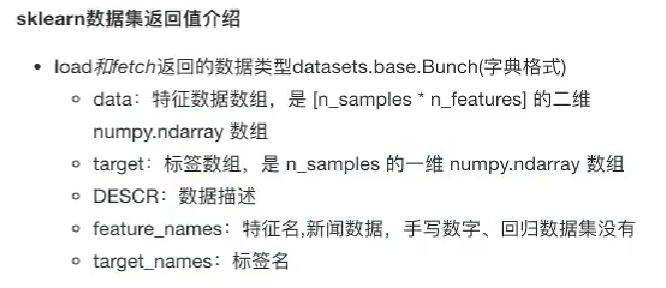 sklearn数据集返回值介绍
load和fetch返回的数据类型datasets.base.Bunch(字典格式)
data：特征数据数组，是 [n_samples * n_features] 的二维
numpy.ndarray 数组
target：标签数组，是 n_samples 的一维 numpy.ndarray 数组
DESCR：数据描述
feature_names：特征名,新闻数据，手写数字、回归数据集没有
target_names：标签名